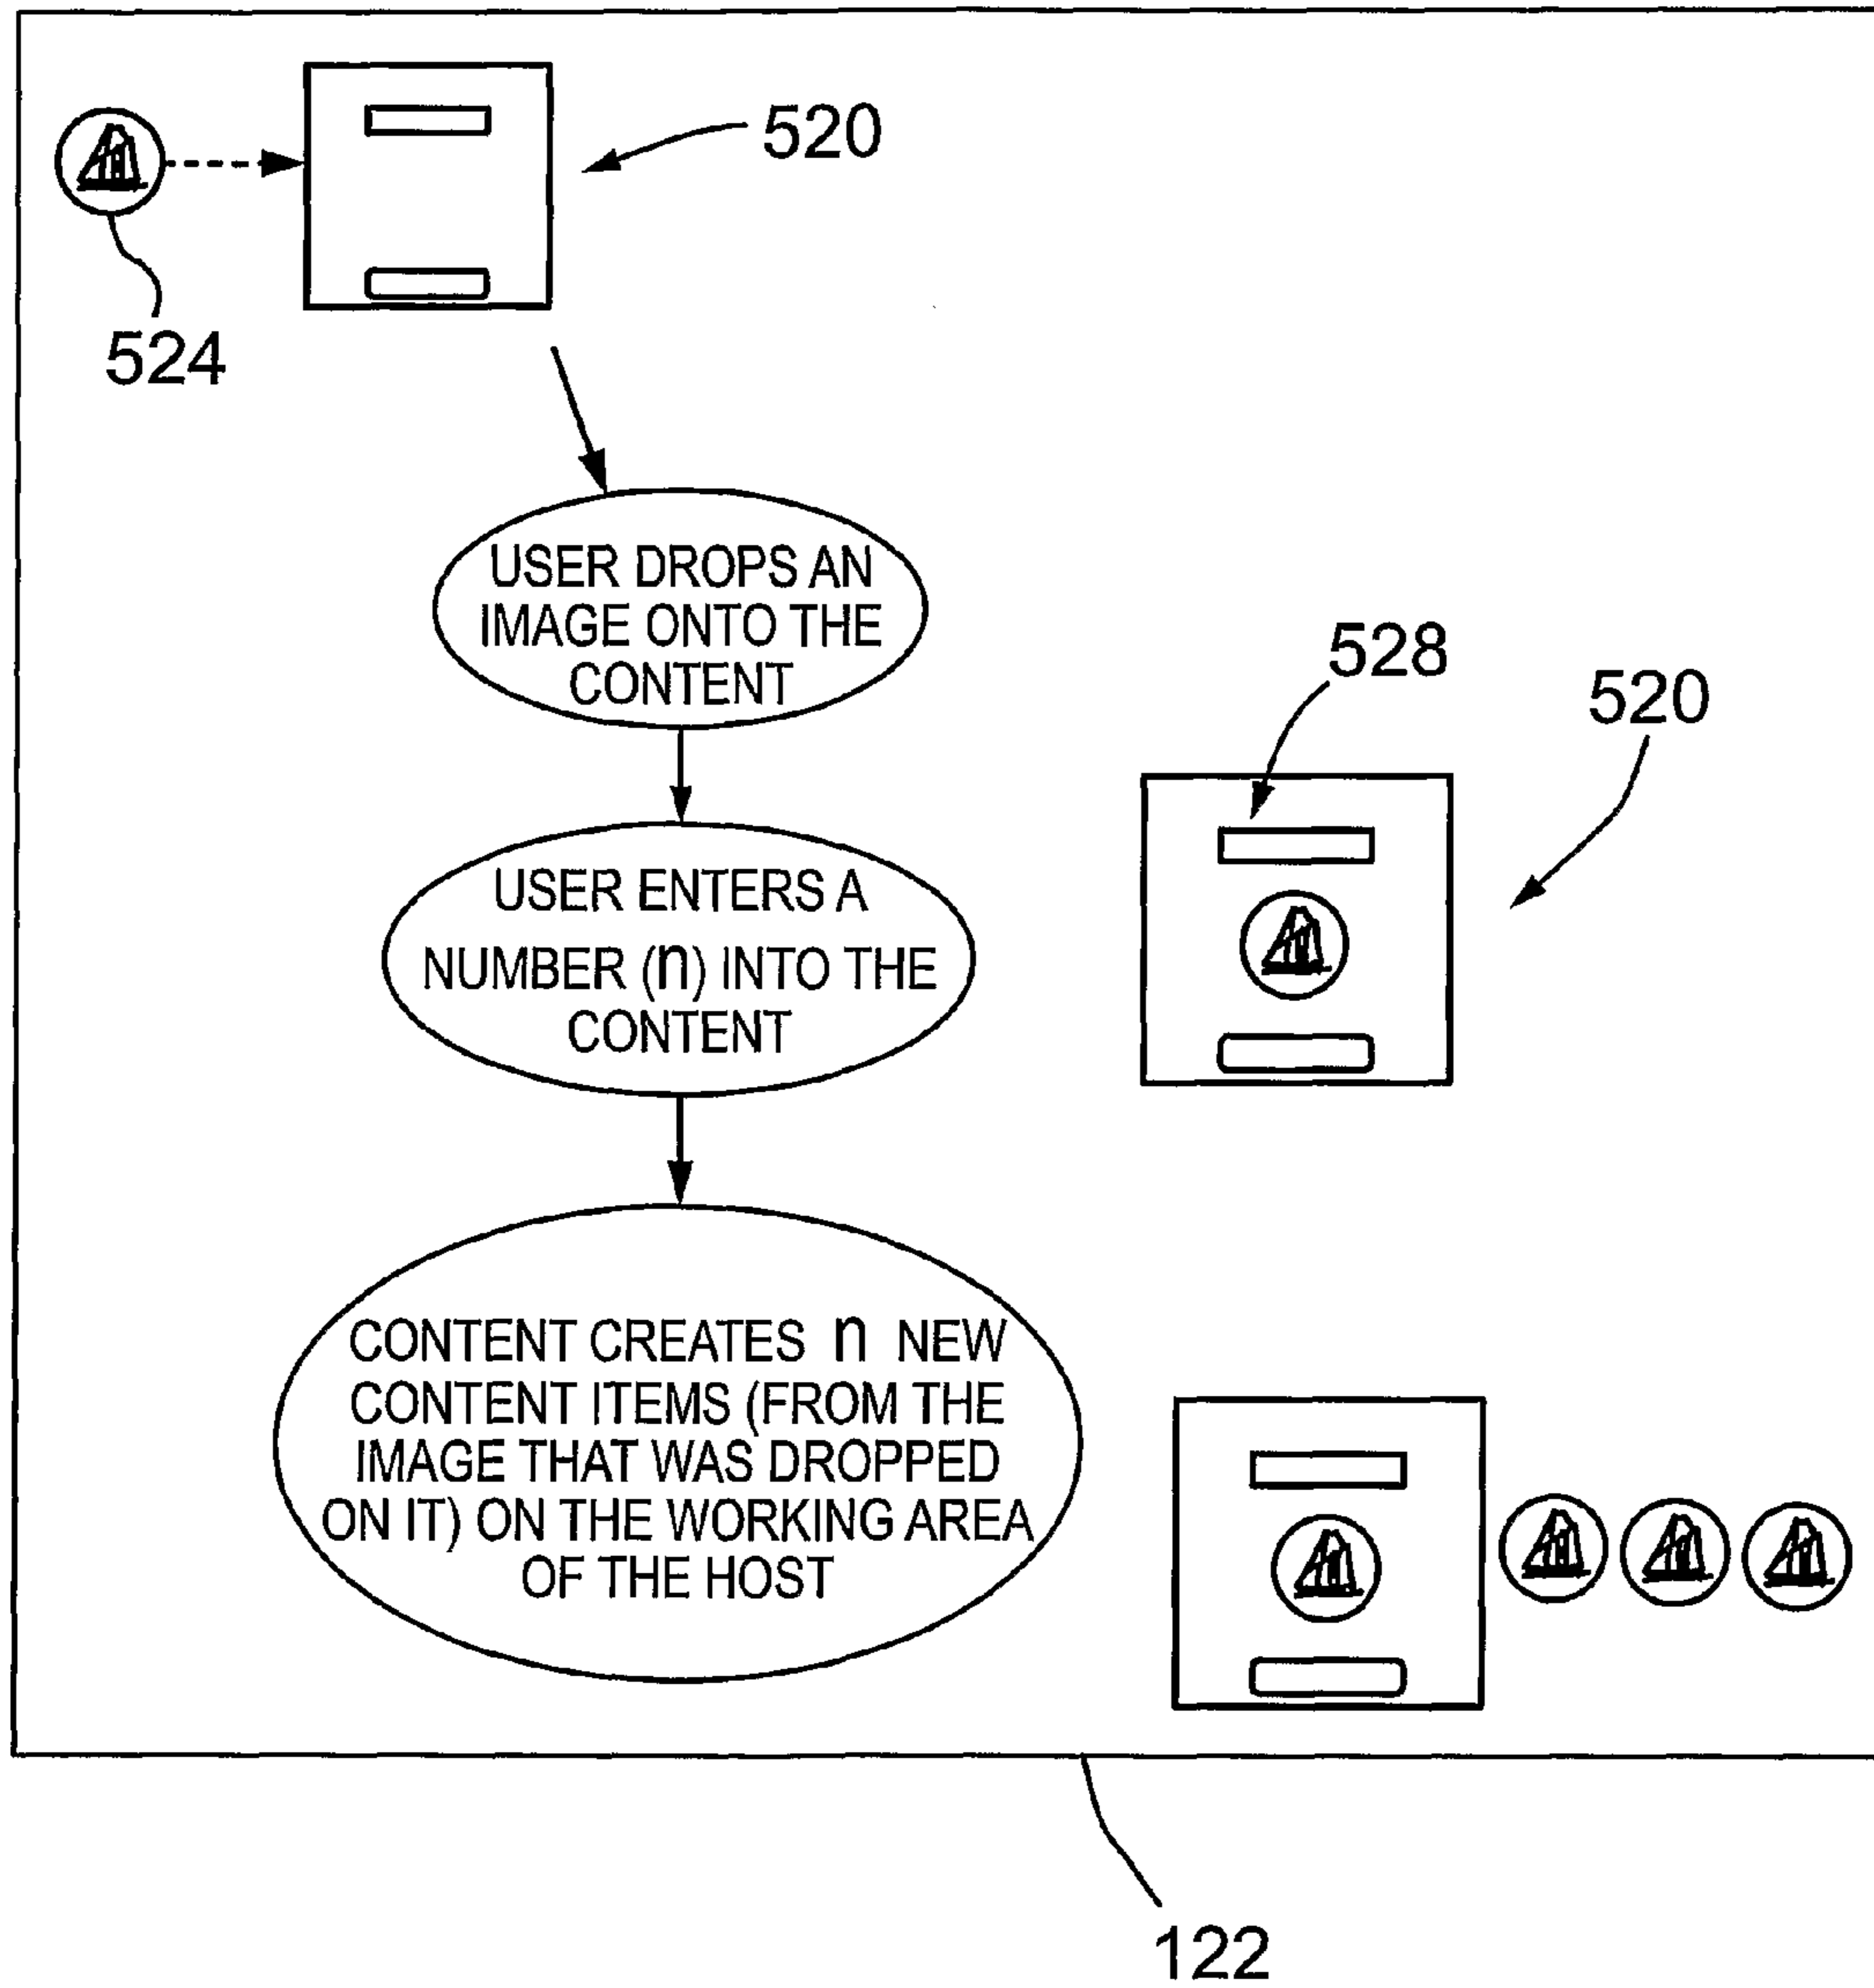 520
524
USER DROPS AN
IMAGE ONTO THE
CONTENT
528
520
USER ENTERS A
NUMBER (n) INTO THE
CONTENT
CONTENT CREATES n NEW
CONTENT ITEMS (FROM THE
IMAGE THAT WAS DROPPED
ON IT) ON THE WORKING AREA
OF THE HOST
122